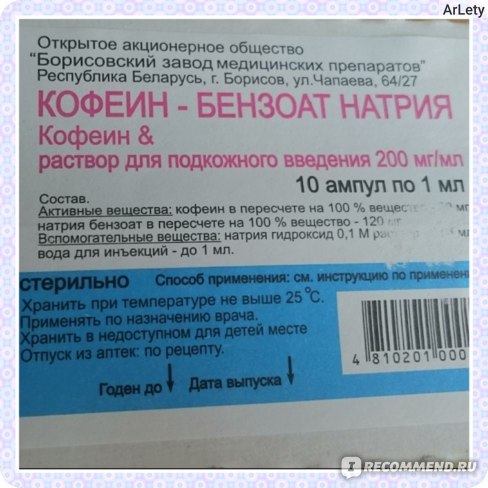 ArLety
Открытое акционерное общество
"Борисовский завод медицинских препаратов"
Республика Беларусь, г. Борисов, ул.Чапаева, 64/27
КОФЕИН - БЕНЗОАТ НАТРИЯ
Кофеин &
раствор для подкожного введения 200 мг/мл
10 ампул по 1 мл
Состав.
Активные вещества: кофеин в пересчете на 100 %
натрия бензоат в пересчете на 100 % вещество - 120
Вспомогательные вещества: натрия гидроксид 0,1 М
вода для инъекций - до 1 мл.
стерильно Способ применения: см. инструкцию по применен
Хранить при температуре не выше 25°С.
Применять по назначению врача.
Хранить в недоступном для детей месте
Отпуск из аптек: по рецепту.
Годен до Дата выпуска
4 810201 000
IRECOMMEND.RU